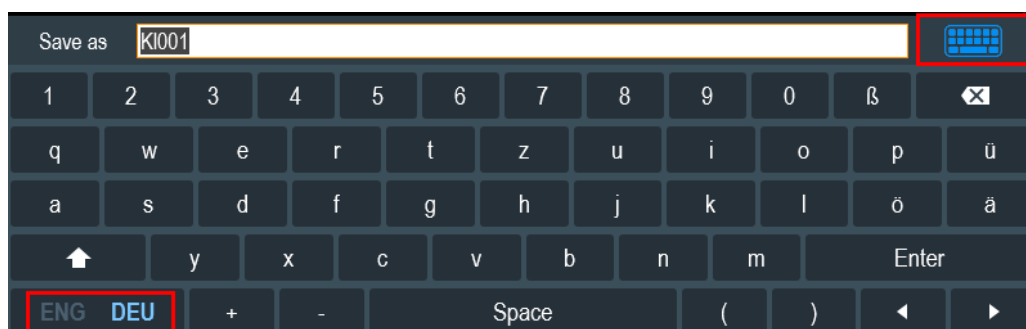 Save as KI001
1 2 3 4 5 6 7 8 9 0 ß
q w e r t z u i o p ü
a s d f g h j k l ö ä
y x c v b n m Enter
ENG DEU + - Space ( )